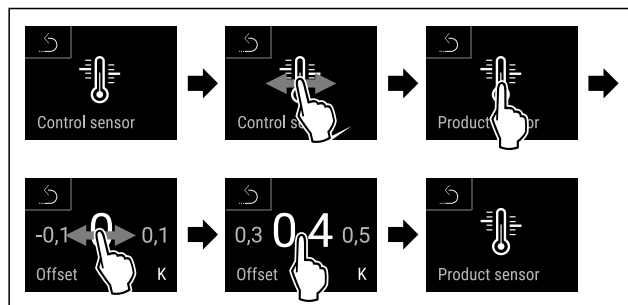 Control sensor
Control
Product
-0,1 0 0,1
Offset K
0,3 0,4 0,5
Offset K
Product sensor